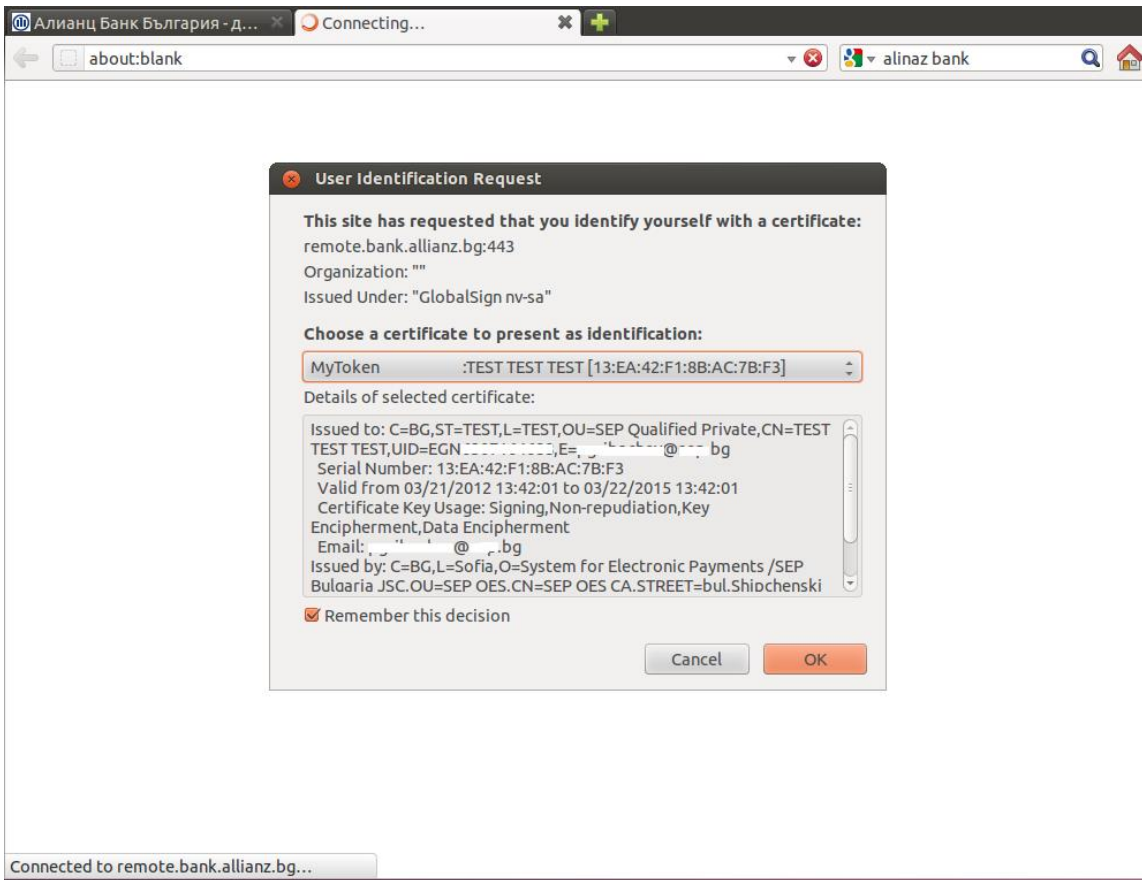 Алианц Банк България - д...
Connecting...
about:blank
alinaz bank
User Identification Request
This site has requested that you identify yourself with a certificate:
remote.bank.allianz.bg:443
Organization: ""
Issued Under: "GlobalSign nv-sa"
Choose a certificate to present as identification:
MyToken :TEST TEST TEST [13:EA:42:F1:8B:AC:7B:F3]
Details of selected certificate:
Issued to: C=BG,ST=TEST,L=TEST,OU=SEP Qualified Private,CN=TEST
TEST TEST,UID=EGN ,E= @ bg
Serial Number: 13:EA:42:F1:8B:AC:7B:F3
Valid from 03/21/2012 13:42:01 to 03/22/2015 13:42:01
Certificate Key Usage: Signing,Non-repudiation,Key
Encipherment,Data Encipherment
Email: @ .bg
Issued by: C=BG,L=Sofia,O=System for Electronic Payments /SEP
Bulgaria JSC,OU=SEP OES,CN=SEP OES CA,STREET=bul.Shipchenski
Remember this decision
Cancel
OK
Connected to remote.bank.allianz.bg...